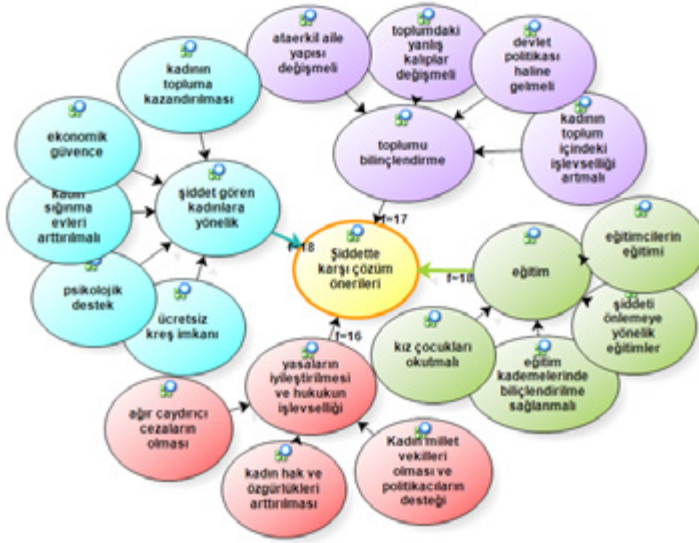 ataerkil aile
yapısı
değişmeli
toplumdaki
yanlış
kalıplar
değişmeli
devlet
politikası
haline
gelmeli
kadının
toplum
içindeki
işlevselliği
artmalı
toplumu
bilinçlendirme
f=17
kadının
topluma
kazandırılması
ekonomik
güvence
kadın
sığınma
evleri
arttırılmalı
psikolojik
destek
ücretsiz
kreş imkanı
şiddet gören
kadınlara
yönelik
f=18
Şiddette
karşı çözüm
önerileri
f=18
eğitim
eğitimcilerin
eğitimi
şiddeti
önlemeye
yönelik
eğitimler
eğitim
kademelerinde
biliçlendirilme
sağlanmalı
kız çocukları
okutmalı
f=16
yasaların
iyileştirilmesi
ve hukukun
işlevselliği
ağır caydırıcı
cezaların
olması
kadın hak ve
özgürlükleri
arttırılması
Kadın millet
vekilleri
olması ve
politikacıların
desteği